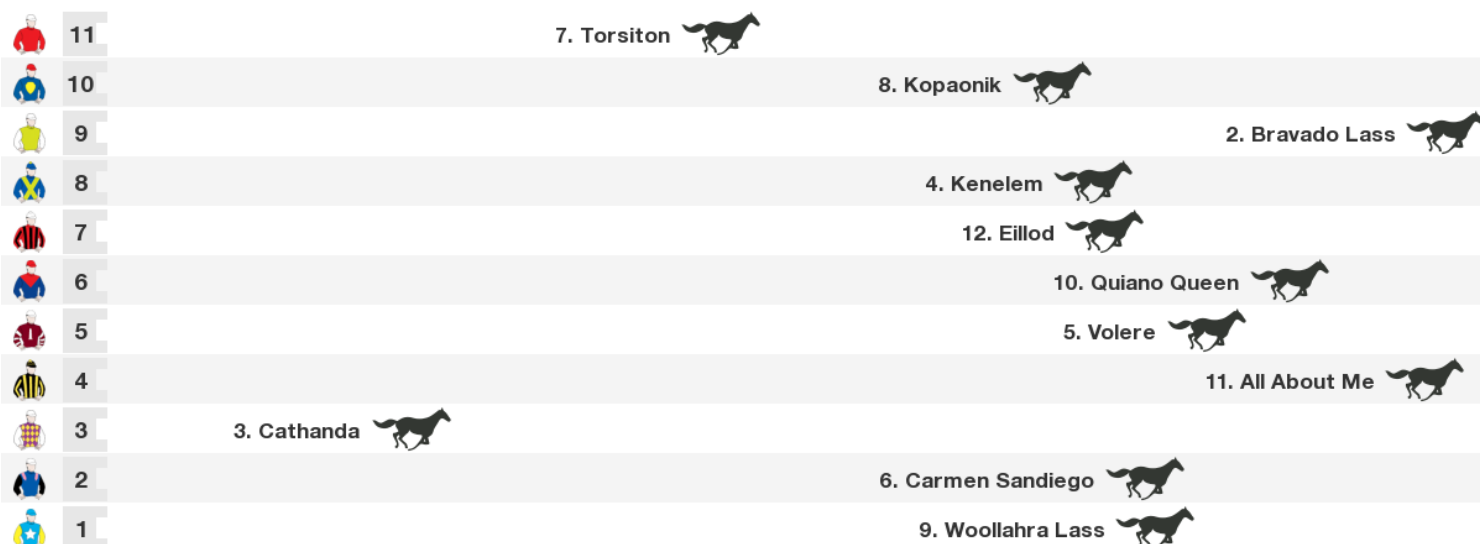 11 7. Torsiton
10 8. Kopaonik
9 2. Bravado Lass
8 4. Kenelem
7 12. Eillod
6 10. Quiano Queen
5 1 5. Volere
4 11. All About Me
3 3. Cathanda
2 6. Carmen Sandiego
1 9. Woollahra Lass